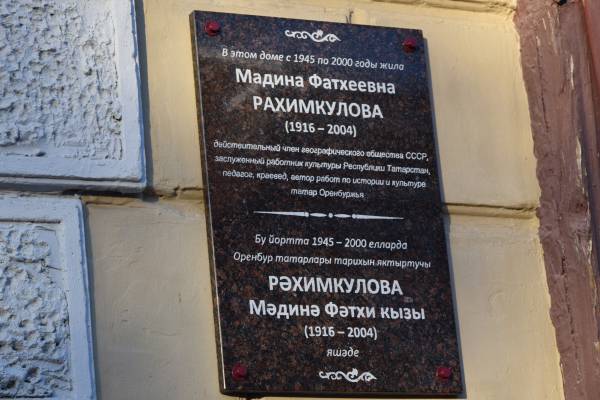 В этом доме с 1945 по 2000 годы жила
Мадина Фатхеевна
РАХИМКУЛОВА
(1916 – 2004)
действительный член географического общества СССР,
заслуженный работник культуры Республики Татарстан,
педагог, краевед, автор работ по истории и культуре
татар Оренбуржья
Бу йортта 1945 – 2000 елларда
Оренбур татарлары тарихын яктыртучы
РӘХИМКУЛОВА
Мәдинә Фәтхи кызы
(1916 – 2004)
яшәде